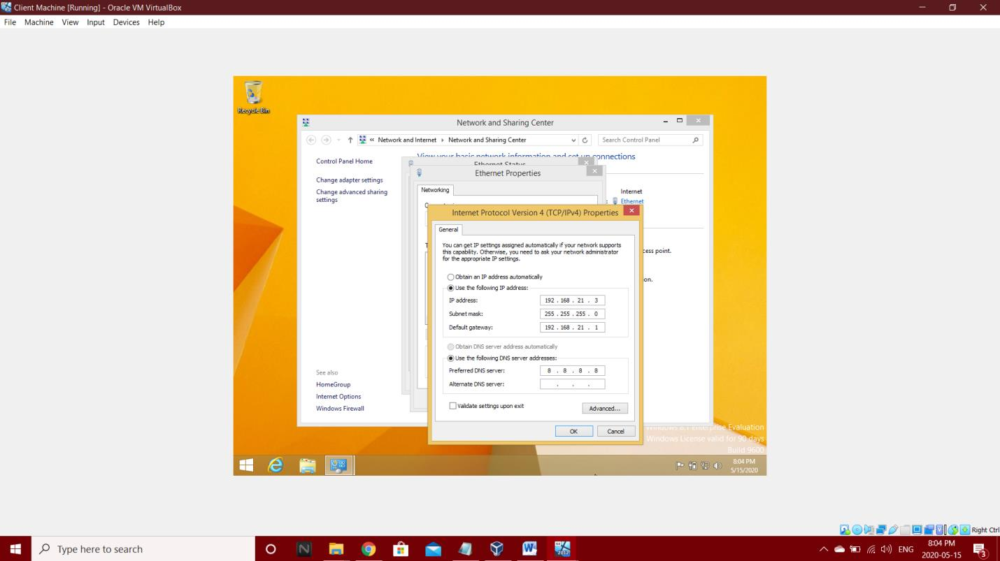 Client Machine [Running] - Oracle VM VirtualBox
File Machine View Input Devices Help
Recycle Bin
Network and Sharing Center
« Network and Internet Network and Sharing Center
Search Control Panel
Control Panel Home
Change adapter settings
Change advanced sharing
settings
View your basic network information and set up connections
Ethernet Status
Ethernet Properties
Networking
Internet
Ethernet
Internet Protocol Version 4 (TCP/IPv4) Properties
General
You can get IP settings assigned automatically if your network supports
this capability. Otherwise, you need to ask your network administrator
for the appropriate IP settings.
Obtain an IP address automatically
Use the following IP address:
IP address: 192 . 168 . 21 . 3
Subnet mask: 255 . 255 . 255 . 0
Default gateway: 192 . 168 . 21 . 1
Obtain DNS server address automatically
Use the following DNS server addresses:
Preferred DNS server: 8 . 8 . 8 . 8
Alternate DNS server: . . .
Validate settings upon exit
Advanced...
OK Cancel
cess point.
on.
See also
HomeGroup
Internet Options
Windows Firewall
Windows 8.1 Enterprise Evaluation
Windows License valid for 90 days
Build 9600
8:04 PM
5/15/2020
Right Ctrl
Type here to search
N
W
2012
ENG
8:04 PM
2020-05-15
3